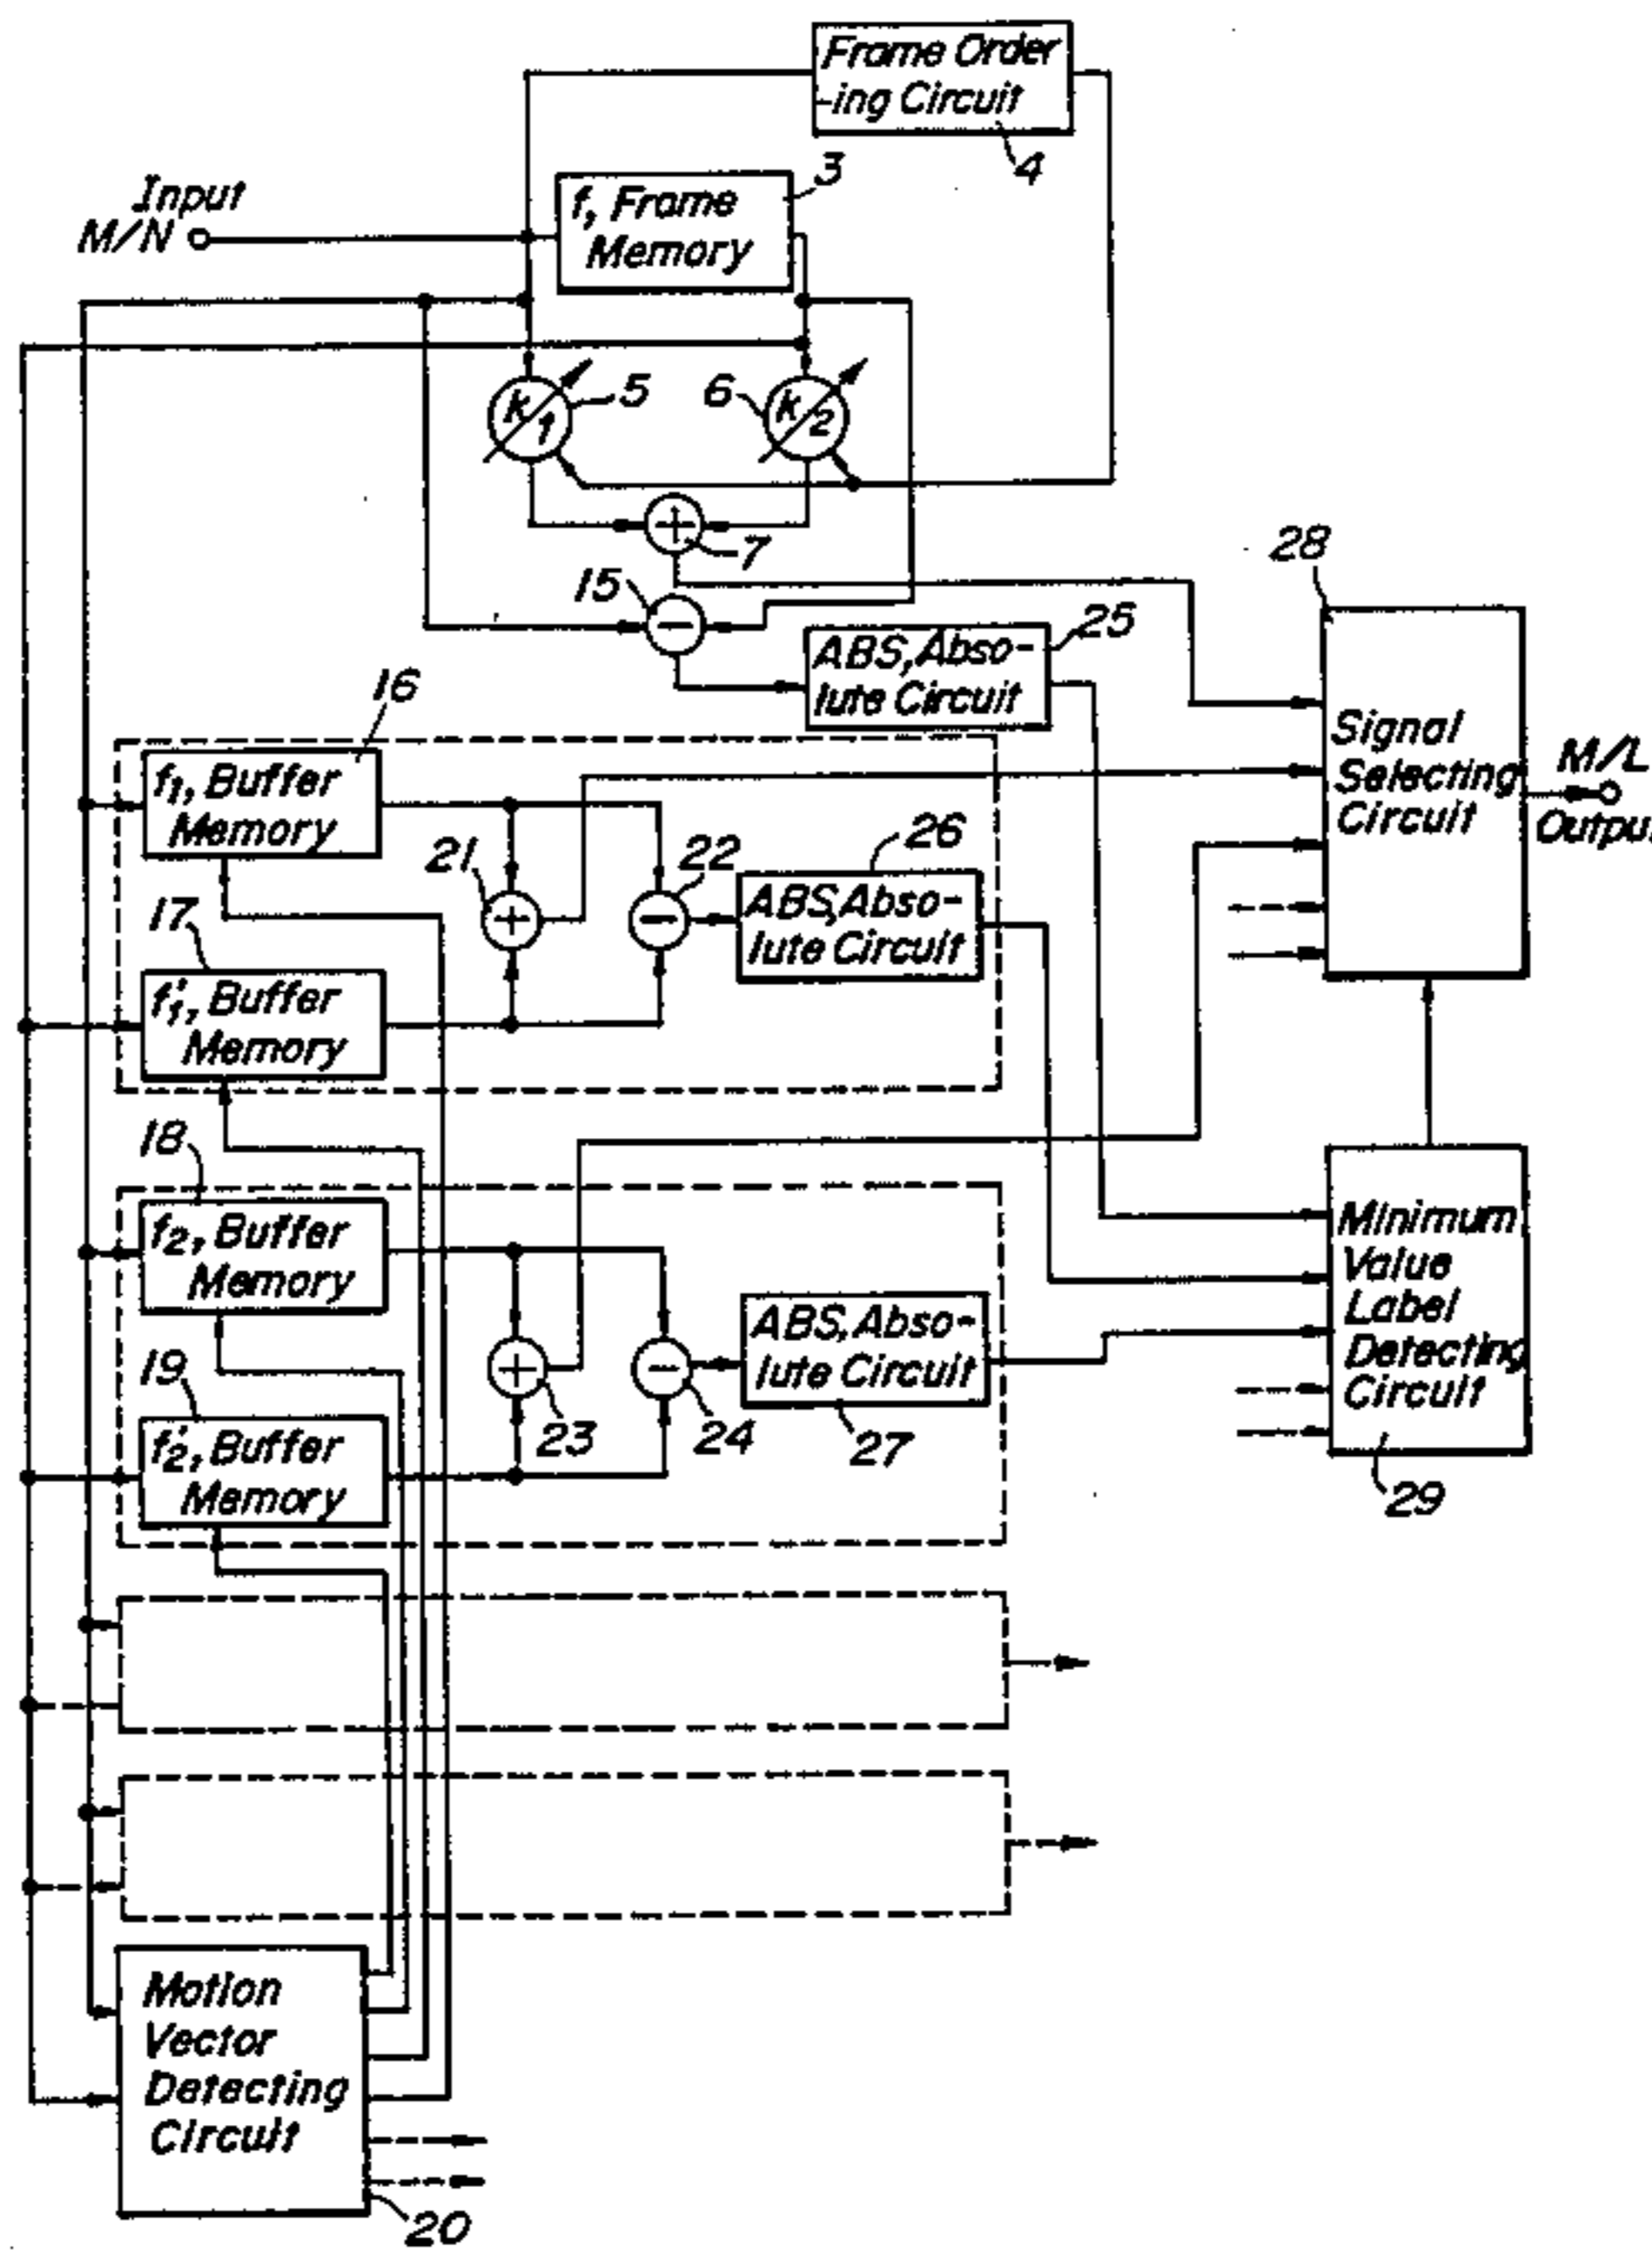 Frame Order
-ing Circuit
4
Input
M/N
f, Frame
Memory
3
k1
5
6
k2
7
15
28
ABS, Abso-
lute Circuit
25
16
f1, Buffer
Memory
Signal
Selecting
Circuit
M/L
Output
21
22
26
ABS, Abso-
lute Circuit
17
f1', Buffer
Memory
18
f2, Buffer
Memory
Minimum
Value
Label
Detecting
Circuit
ABS, Abso-
lute Circuit
19
23
24
27
f2', Buffer
Memory
29
Motion
Vector
Detecting
Circuit
20